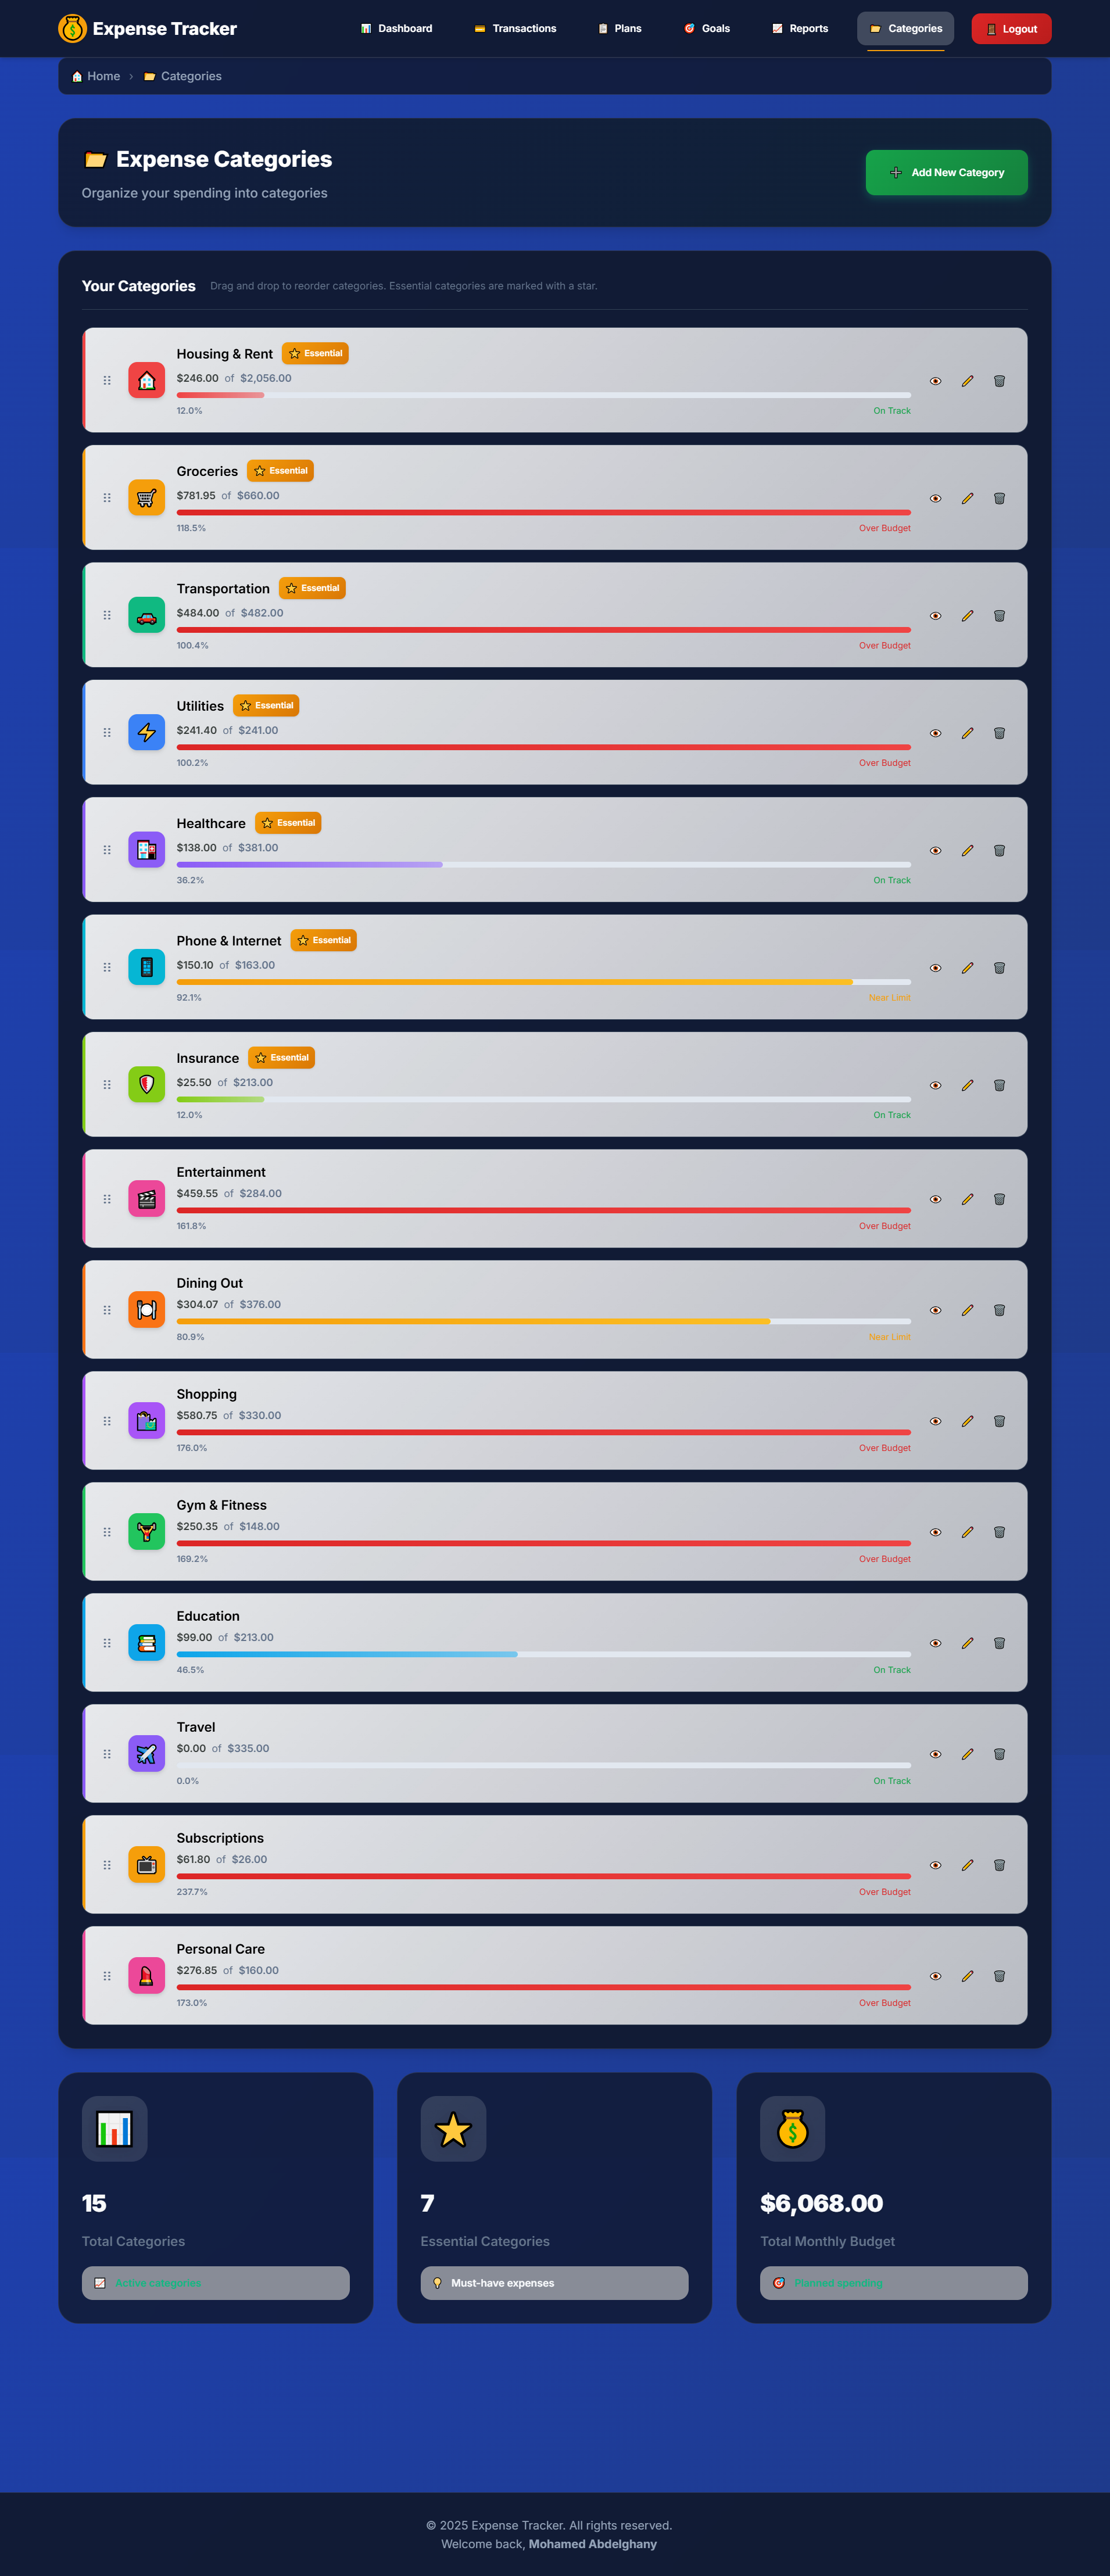 Expense Tracker
Dashboard
Transactions
Plans
Goals
Reports
Categories
Logout
Home › Categories
Expense Categories
Organize your spending into categories
Add New Category
Your Categories
Drag and drop to reorder categories. Essential categories are marked with a star.
Housing & Rent Essential
$246.00 of $2,056.00
12.0% On Track
Groceries Essential
$781.95 of $660.00
118.5% Over Budget
Transportation Essential
$484.00 of $482.00
100.4% Over Budget
Utilities Essential
$241.40 of $241.00
100.2% Over Budget
Healthcare Essential
$138.00 of $381.00
36.2% On Track
Phone & Internet Essential
$150.10 of $163.00
92.1% Near Limit
Insurance Essential
$25.50 of $213.00
12.0% On Track
Entertainment
$459.55 of $284.00
161.8% Over Budget
Dining Out
$304.07 of $376.00
80.9% Near Limit
Shopping
$580.75 of $330.00
176.0% Over Budget
Gym & Fitness
$250.35 of $148.00
169.2% Over Budget
Education
$99.00 of $213.00
46.5% On Track
Travel
$0.00 of $335.00
0.0% On Track
Subscriptions
$61.80 of $26.00
237.7% Over Budget
Personal Care
$276.85 of $160.00
173.0% Over Budget
15
Total Categories
Active categories
7
Essential Categories
Must-have expenses
$6,068.00
Total Monthly Budget
Planned spending
© 2025 Expense Tracker. All rights reserved.
Welcome back, Mohamed Abdelghany